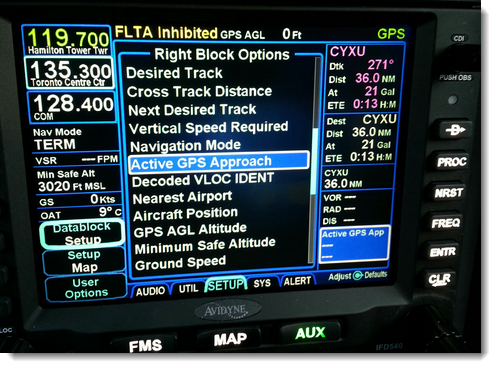 119.700
Hamilton Tower Twr
135.300
Toronto Centre Ctr
128.400
COM
Nav Mode
TERM
VSR ---FPM
Min Safe Alt
3020 Ft MSL
GS 0Kts
OAT 9°C
Datablock
Setup
Setup
Map
User
Options
FLTA Inhibited GPS AGL 0Ft GPS
Right Block Options
Desired Track
Cross Track Distance
Next Desired Track
Vertical Speed Required
Navigation Mode
Active GPS Approach
Decoded VLOC IDENT
Nearest Airport
Aircraft Position
GPS AGL Altitude
Minimum Safe Altitude
Ground Speed
CYXU
Dtk 271°
Dist 36.0 NM
At 21 Gal
ETE 0:13 H:M
Dest CYXU
Dist 36.0 NM
At 21 Gal
ETE 0:13 H:M
CYXU
36.0 NM
VOR ---
RAD ---
DIS ---
Active GPS App
---
---
AUDIO UTIL SETUP SYS ALERT Adjust Defaults
AVIDYNE
FMS MAP AUX
IFD540
CDI
PUSH OBS
D
PROC
NRST
FREQ
ENTR
CLR
LOC